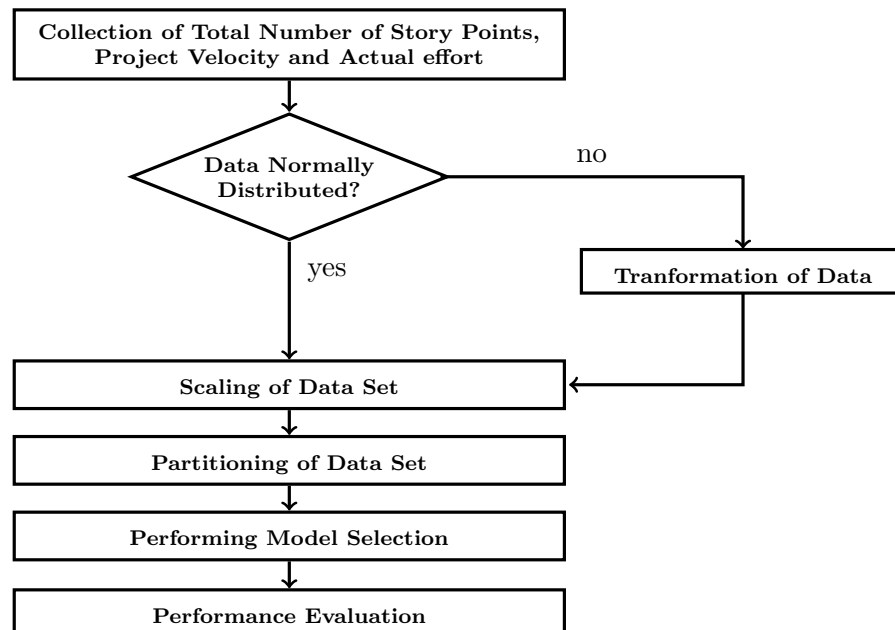 Collection of Total Number of Story Points,
Project Velocity and Actual effort
Data Normally
Distributed?
no
yes
Tranformation of Data
Scaling of Data Set
Partitioning of Data Set
Performing Model Selection
Performance Evaluation